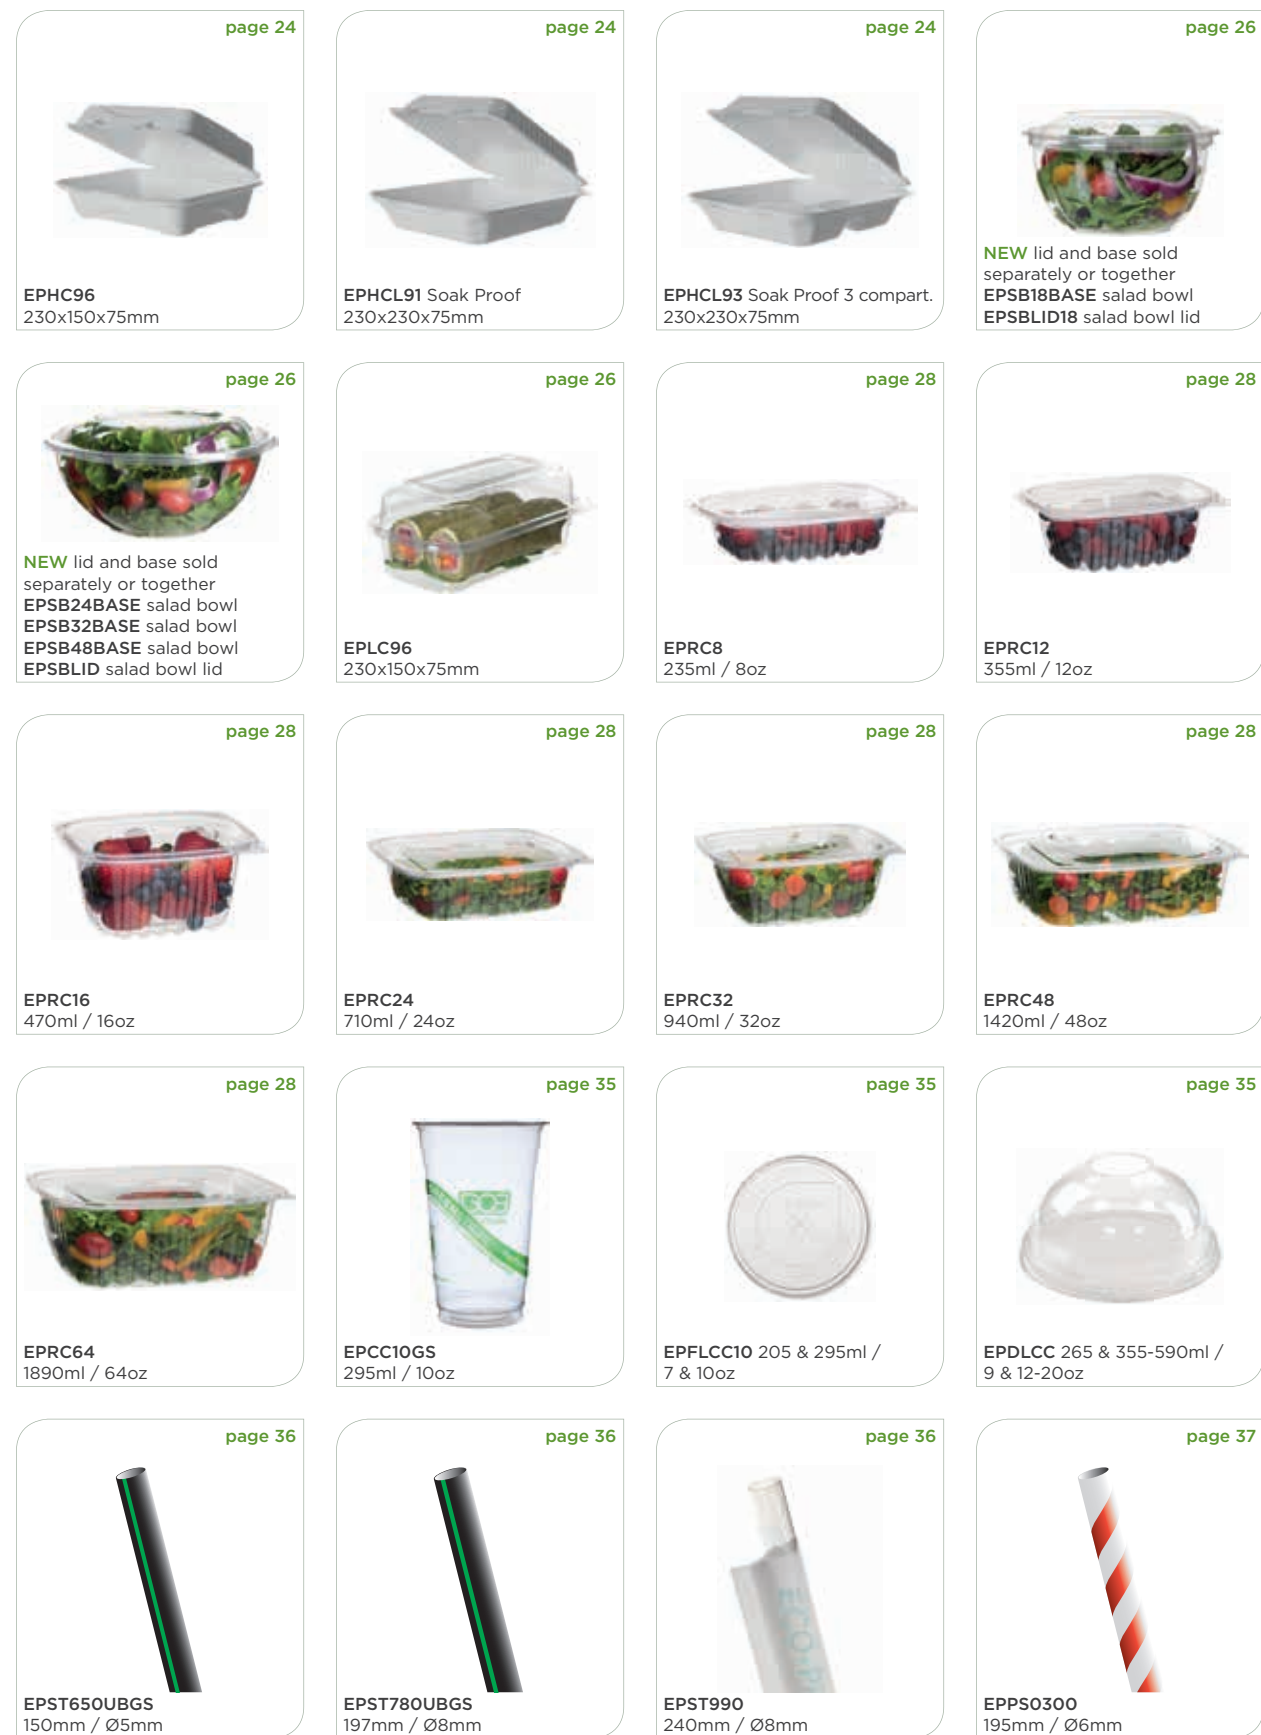 page 24
EPHC96
230x150x75mm
page 24
EPHCL91 Soak Proof
230x230x75mm
page 24
EPHCL93 Soak Proof 3 compart.
230x230x75mm
page 26
NEW lid and base sold
separately or together
EPSB18BASE salad bowl
EPSBLID18 salad bowl lid
page 26
NEW lid and base sold
separately or together
EPSB24BASE salad bowl
EPSB32BASE salad bowl
EPSB48BASE salad bowl
EPSBLID salad bowl lid
page 26
EPLC96
230x150x75mm
page 28
EPRC8
235ml / 8oz
page 28
EPRC12
355ml / 12oz
page 28
EPRC16
470ml / 16oz
page 28
EPRC24
710ml / 24oz
page 28
EPRC32
940ml / 32oz
page 28
EPRC48
1420ml / 48oz
page 28
EPRC64
1890ml / 64oz
page 35
EPCC10GS
295ml / 10oz
page 35
EPFLCC10 205 & 295ml /
7 & 10oz
page 35
EPDLCC 265 & 355-590ml /
9 & 12-20oz
page 36
EPST650UBGS
150mm / Ø5mm
page 36
EPST780UBGS
197mm / Ø8mm
page 36
ECO-P
EPST990
240mm / Ø8mm
page 37
EPPS0300
195mm / Ø6mm